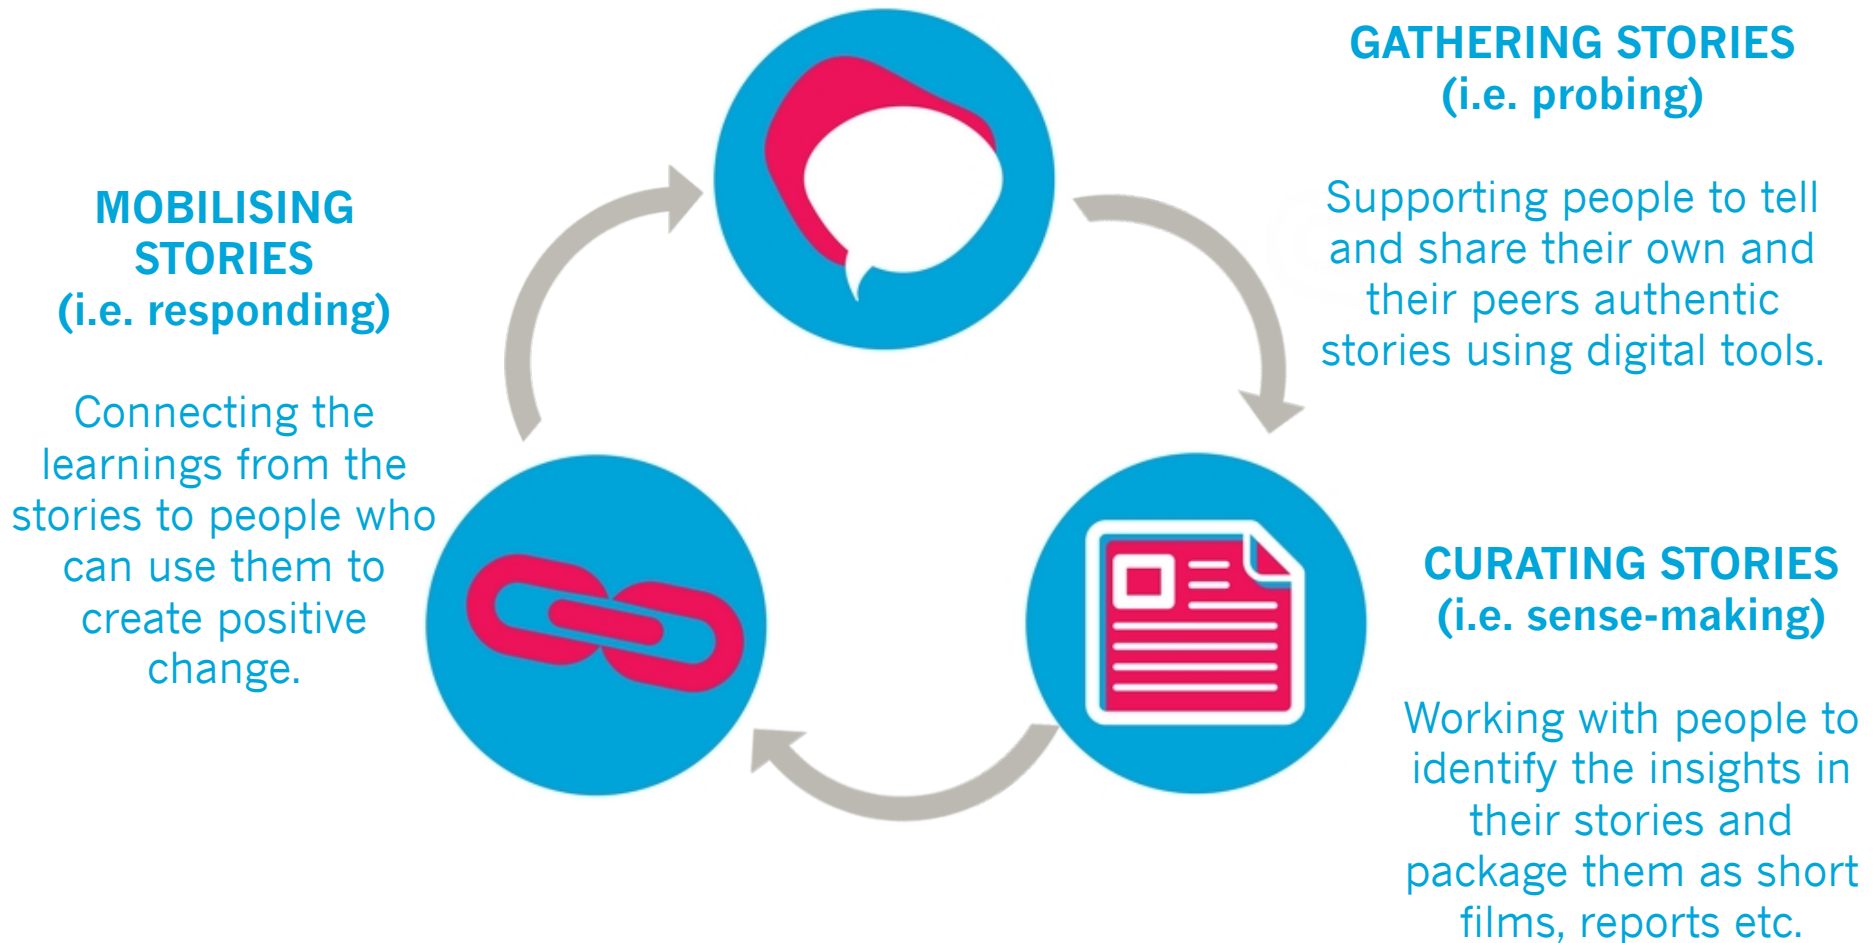 GATHERING STORIES
(i.e. probing)
Supporting people to tell
and share their own and
their peers authentic
stories using digital tools.
CURATING STORIES
(i.e. sense-making)
Working with people to
identify the insights in
their stories and
package them as short
films, reports etc.
MOBILISING
STORIES
(i.e. responding)
Connecting the
learnings from the
stories to people who
can use them to
create positive
change.